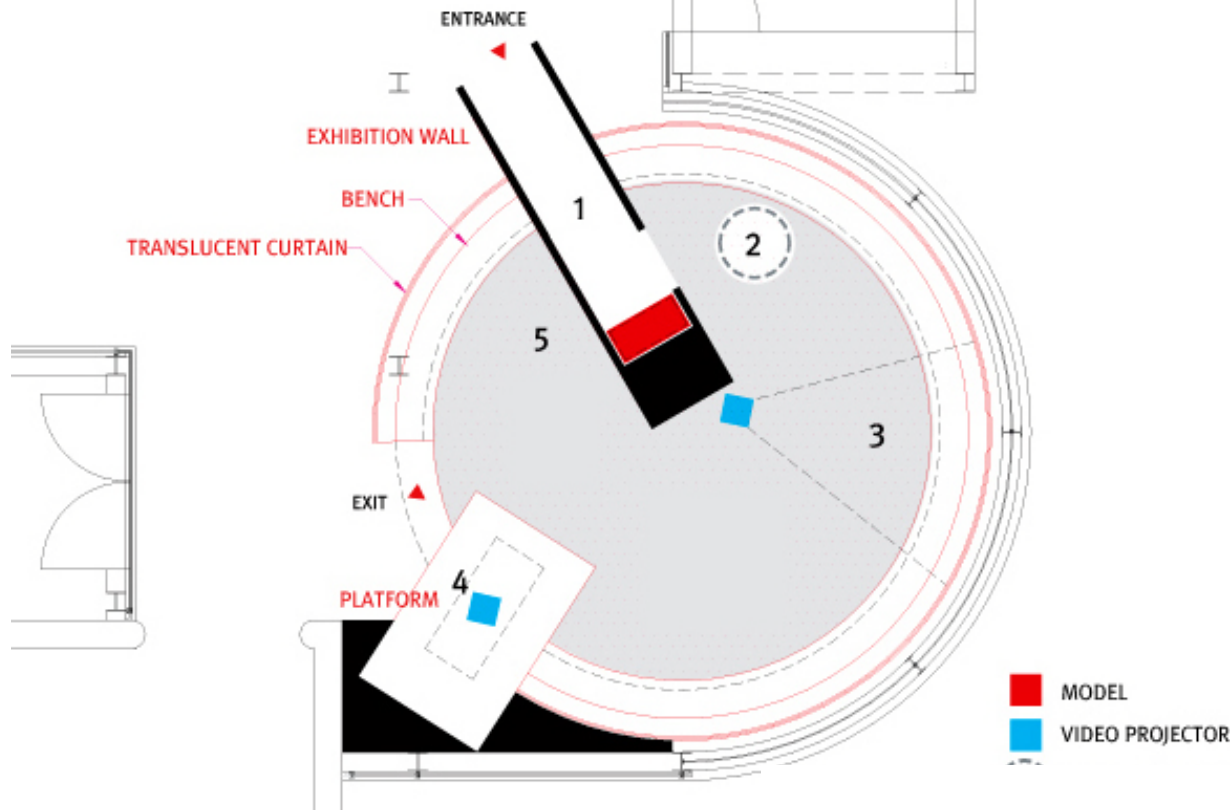 ENTRANCE
EXHIBITION WALL
BENCH
1
2
TRANSLUCENT CURTAIN
5
3
EXIT
4
PLATFORM
MODEL
VIDEO PROJECTOR